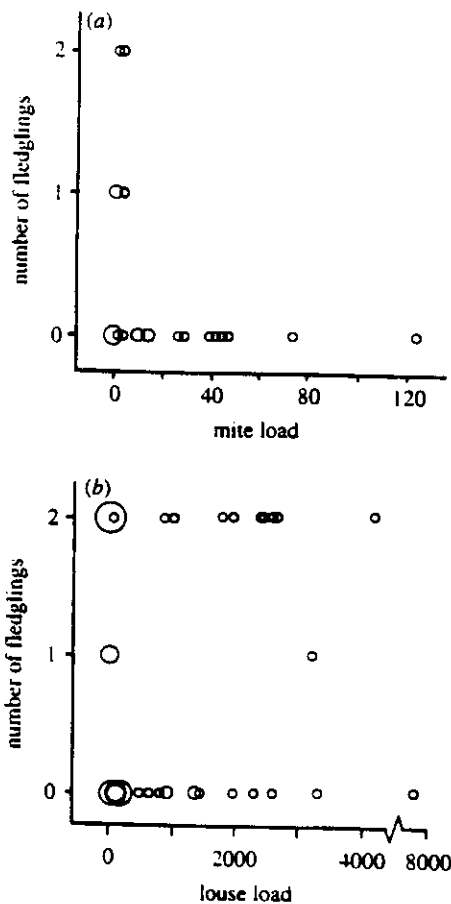 (a)
number of fledglings
2
1
0
0 40 80 120
mite load
(b)
number of fledglings
2
1
0
0 2000 4000 8000
louse load